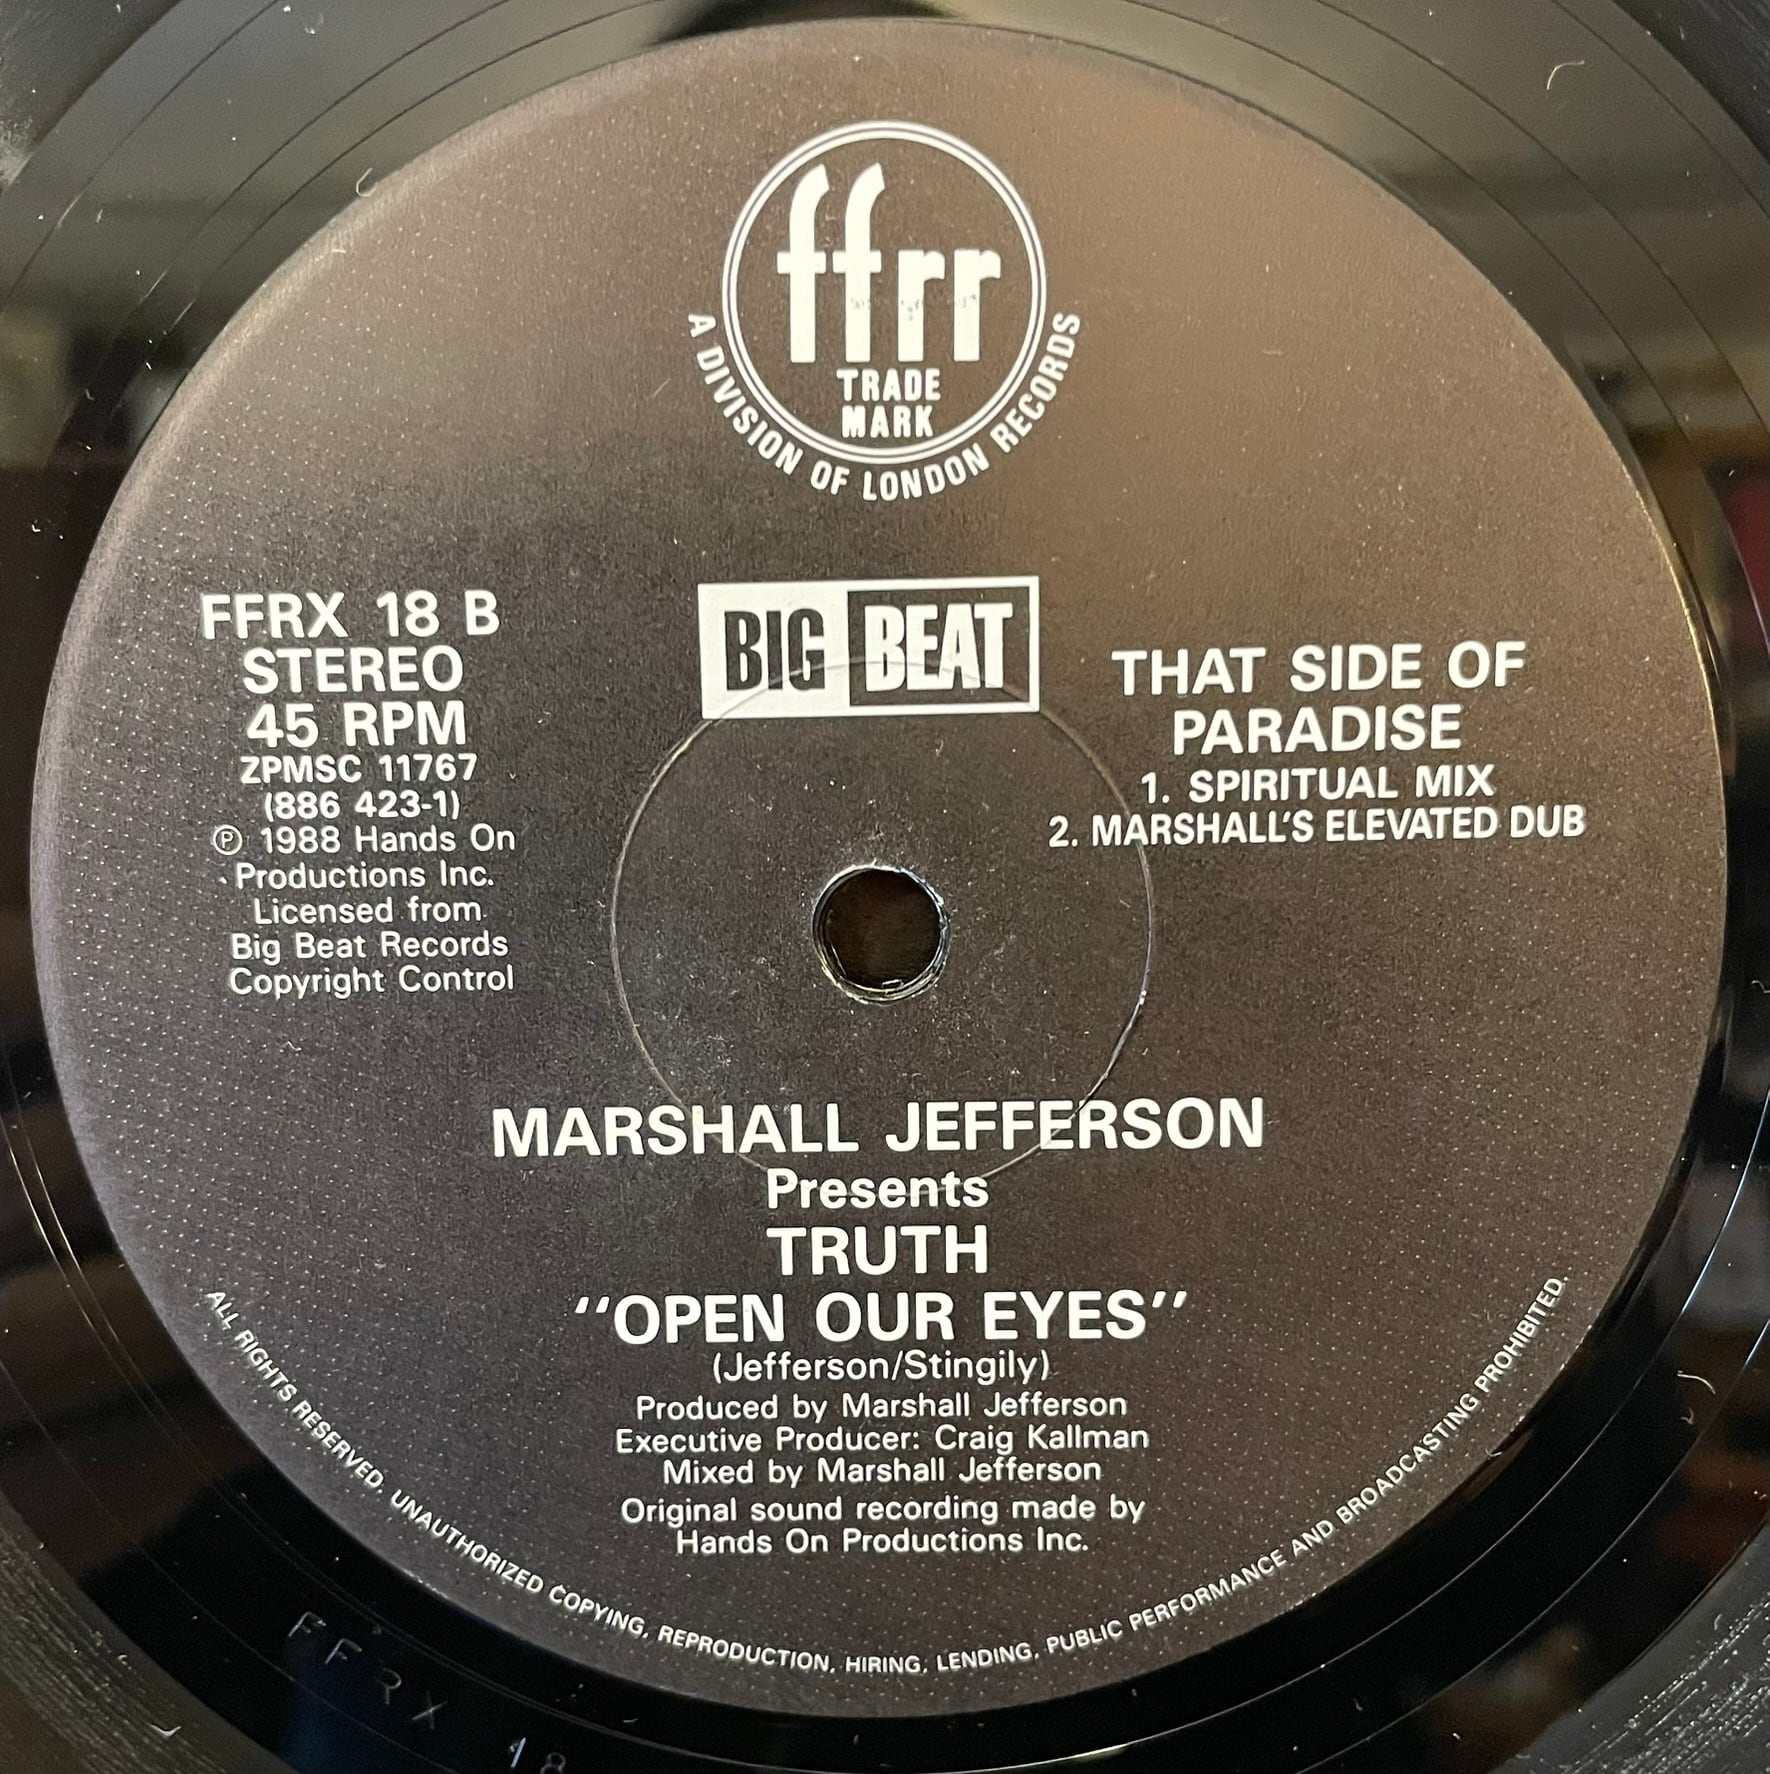 ffrr
TRADE
MARK
A DIVISION OF LONDON RECORDS
BIG BEAT
FFRX 18 B
STEREO
45 RPM
ZPMSC 11767
(886 423-1)
℗ 1988 Hands On
Productions Inc.
Licensed from
Big Beat Records
Copyright Control
THAT SIDE OF
PARADISE
1. SPIRITUAL MIX
2. MARSHALL'S ELEVATED DUB
MARSHALL JEFFERSON
Presents
TRUTH
"OPEN OUR EYES"
(Jefferson/Stingily)
Produced by Marshall Jefferson
Executive Producer: Craig Kallman
Mixed by Marshall Jefferson
Original sound recording made by
Hands On Productions Inc.
ALL RIGHTS RESERVED. UNAUTHORIZED COPYING, REPRODUCTION, HIRING, LENDING, PUBLIC PERFORMANCE AND BROADCASTING PROHIBITED.
FFRX 18